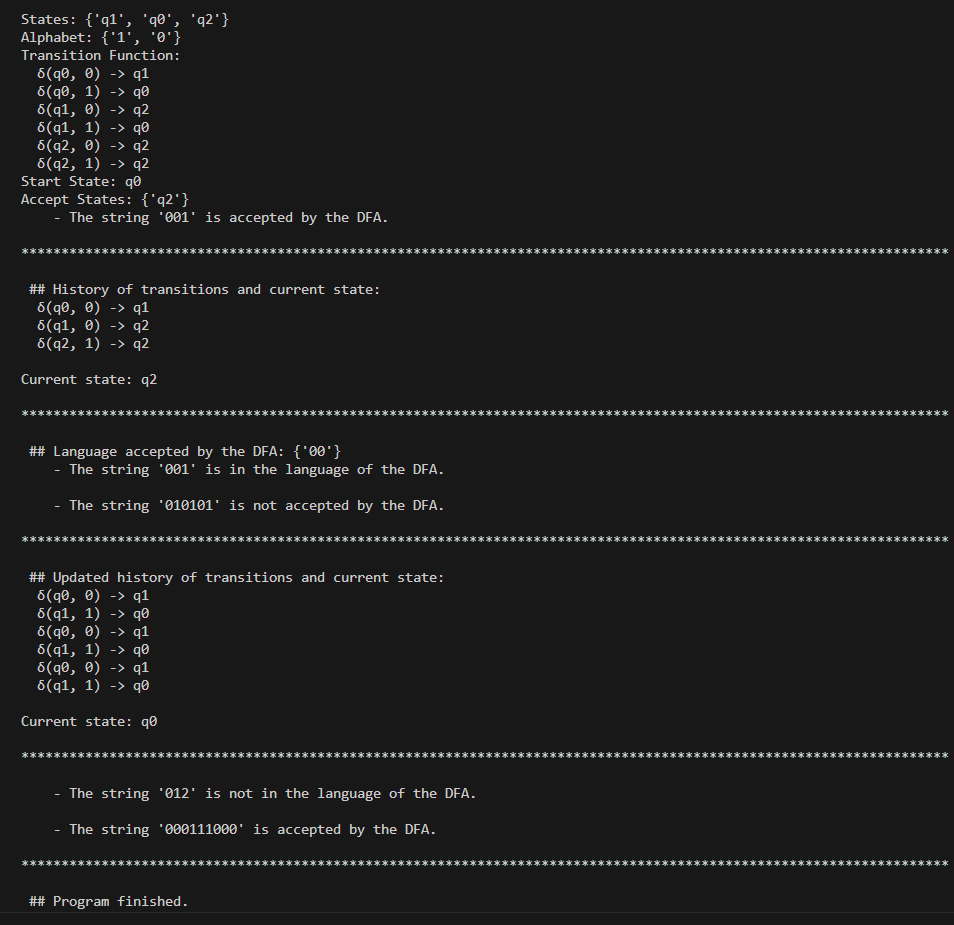 States: {'q1', 'q0', 'q2'}
Alphabet: {'1', '0'}
Transition Function:
δ(q0, 0) -> q1
δ(q0, 1) -> q0
δ(q1, 0) -> q2
δ(q1, 1) -> q0
δ(q2, 0) -> q2
δ(q2, 1) -> q2
Start State: q0
Accept States: {'q2'}
- The string '001' is accepted by the DFA.
********************************************************************************************************************
## History of transitions and current state:
δ(q0, 0) -> q1
δ(q1, 0) -> q2
δ(q2, 1) -> q2
Current state: q2
********************************************************************************************************************
## Language accepted by the DFA: {'00'}
- The string '001' is in the language of the DFA.
- The string '010101' is not accepted by the DFA.
********************************************************************************************************************
## Updated history of transitions and current state:
δ(q0, 0) -> q1
δ(q1, 1) -> q0
δ(q0, 0) -> q1
δ(q1, 1) -> q0
δ(q0, 0) -> q1
δ(q1, 1) -> q0
Current state: q0
********************************************************************************************************************
- The string '012' is not in the language of the DFA.
- The string '000111000' is accepted by the DFA.
********************************************************************************************************************
## Program finished.